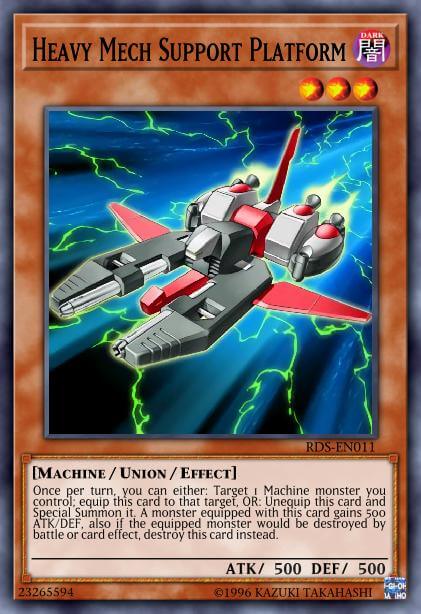 HEAVY MECH SUPPORT PLATFORM
DARK
闇
RDS-EN011
[MACHINE / UNION / EFFECT]
Once per turn, you can either: Target 1 Machine monster you
control; equip this card to that target, OR: Unequip this card and
Special Summon it. A monster equipped with this card gains 500
ATK/DEF, also if the equipped monster would be destroyed by
battle or card effect, destroy this card instead.
ATK/ 500 DEF/ 500
23265594
©1996 KAZUKI TAKAHASHI